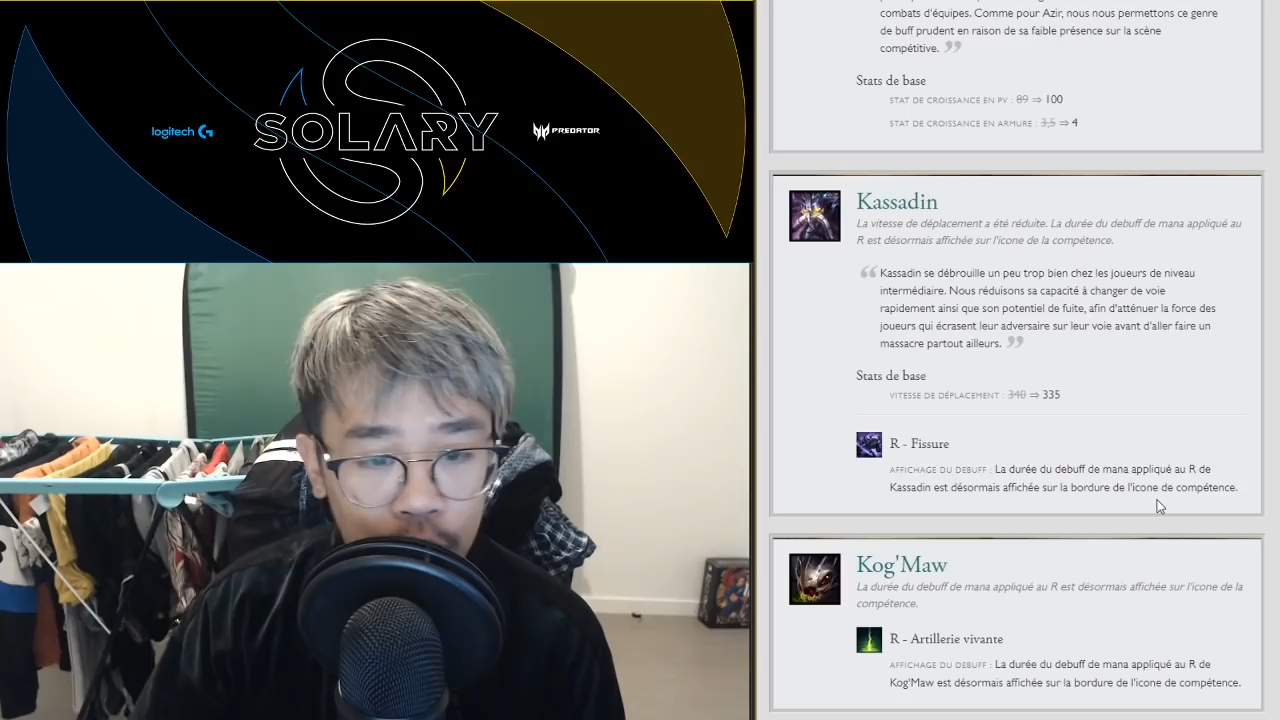 logitech G
SOLARY
PREDATOR
combats d'équipes. Comme pour Azir, nous nous permettons ce genre
de buff prudent en raison de sa faible présence sur la scène
compétitive. ”
Stats de base
STAT DE CROISSANCE EN PV : 89 ⇒ 100
STAT DE CROISSANCE EN ARMURE : 3,5 ⇒ 4
Kassadin
La vitesse de déplacement a été réduite. La durée du debuff de mana appliqué au
R est désormais affichée sur l'icone de la compétence.
“ Kassadin se débrouille un peu trop bien chez les joueurs de niveau
intermédiaire. Nous réduisons sa capacité à changer de voie
rapidement ainsi que son potentiel de fuite, afin d'atténuer la force des
joueurs qui écrasent leur adversaire sur leur voie avant d'aller faire un
massacre partout ailleurs. ”
Stats de base
VITESSE DE DÉPLACEMENT : 340 ⇒ 335
R - Fissure
AFFICHAGE DU DEBUFF : La durée du debuff de mana appliqué au R de
Kassadin est désormais affichée sur la bordure de l'icone de compétence.
Kog'Maw
La durée du debuff de mana appliqué au R est désormais affichée sur l'icone de la
compétence.
R - Artillerie vivante
AFFICHAGE DU DEBUFF : La durée du debuff de mana appliqué au R de
Kog'Maw est désormais affichée sur la bordure de l'icone de compétence.